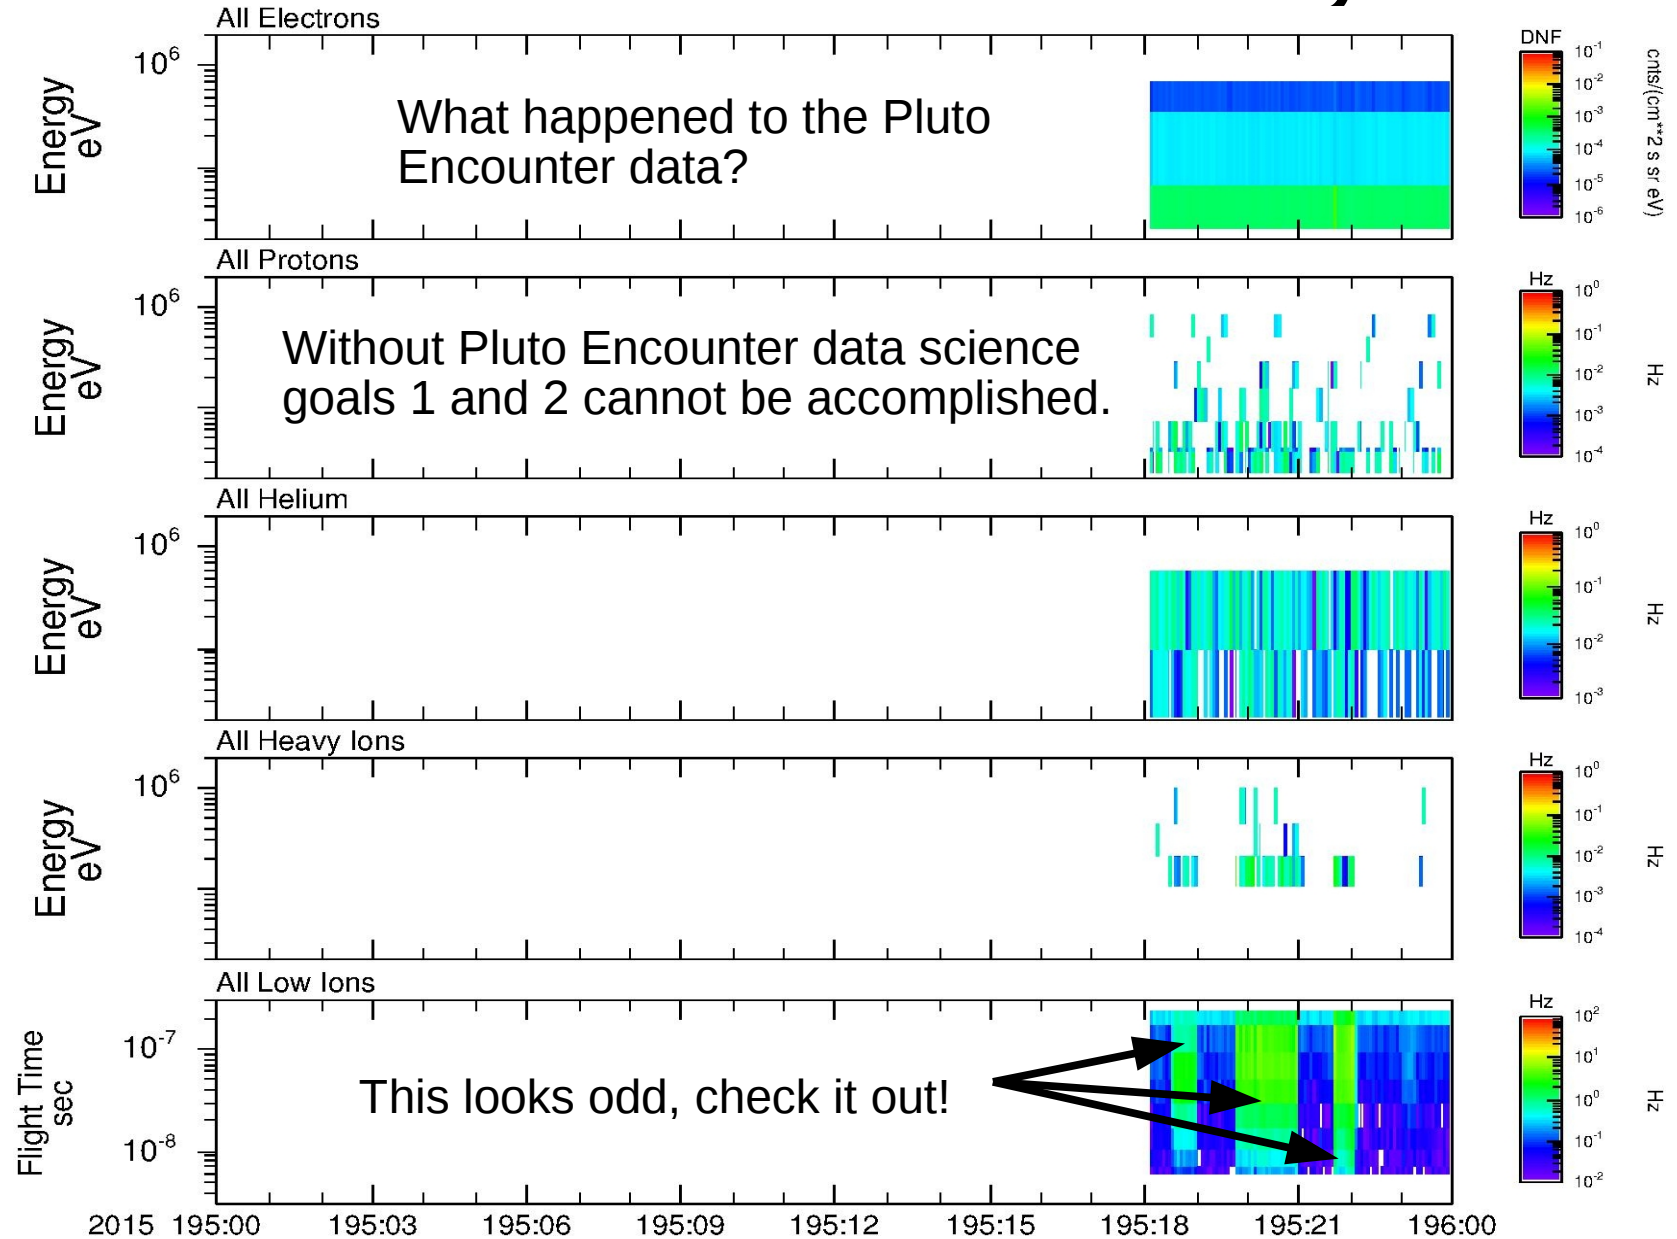 All Electrons
10^6
Energy
eV
What happened to the Pluto
Encounter data?
DNF
10^-1
10^-2
10^-3
10^-4
10^-5
10^-6
cnts/(cm**2 s sr eV)
All Protons
10^6
Energy
eV
Without Pluto Encounter data science
goals 1 and 2 cannot be accomplished.
Hz
10^0
10^-1
10^-2
10^-3
10^-4
Hz
All Helium
10^6
Energy
eV
Hz
10^0
10^-1
10^-2
10^-3
Hz
All Heavy Ions
10^6
Energy
eV
Hz
10^0
10^-1
10^-2
10^-3
10^-4
Hz
All Low Ions
10^-7
10^-8
Flight Time
sec
This looks odd, check it out!
Hz
10^2
10^1
10^0
10^-1
10^-2
Hz
2015 195:00 195:03 195:06 195:09 195:12 195:15 195:18 195:21 196:00